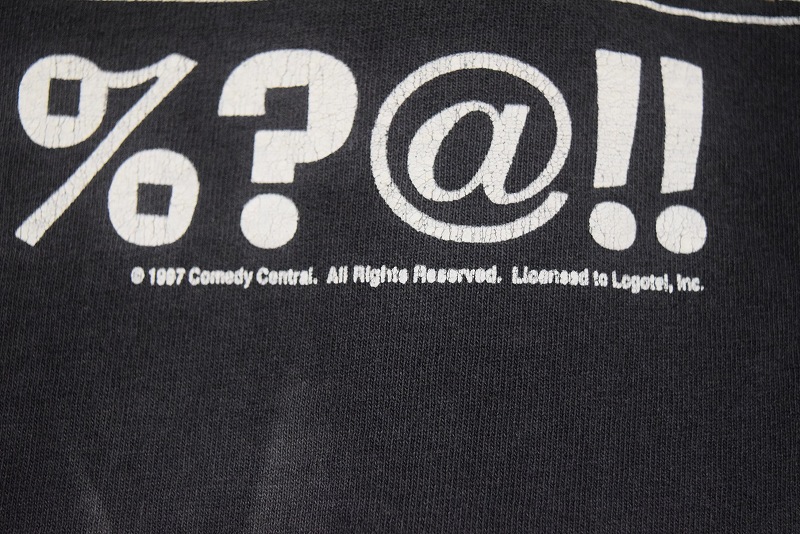 %?@!!
© 1997 Comedy Central. All Rights Reserved. Licensed to Logotel, Inc.